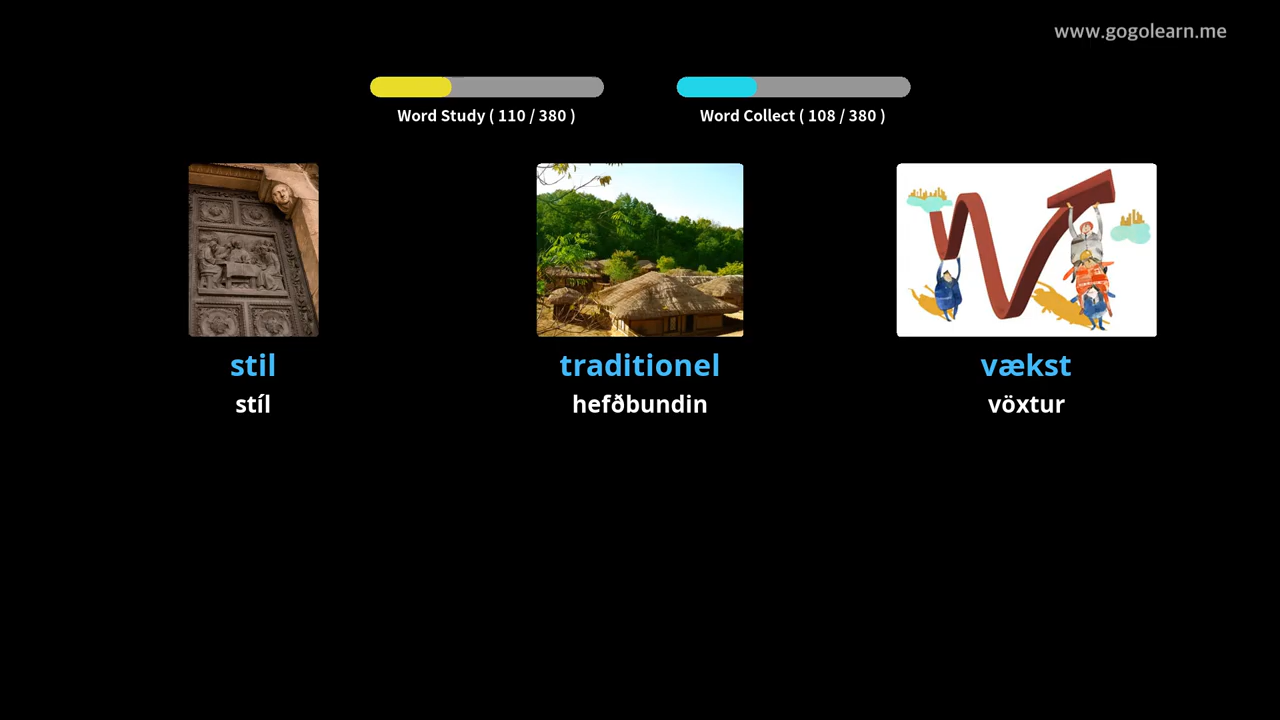 www.gogolearn.me
Word Study ( 110 / 380 )
Word Collect ( 108 / 380 )
stil
stíl
traditionel
hefðbundin
vækst
vöxtur